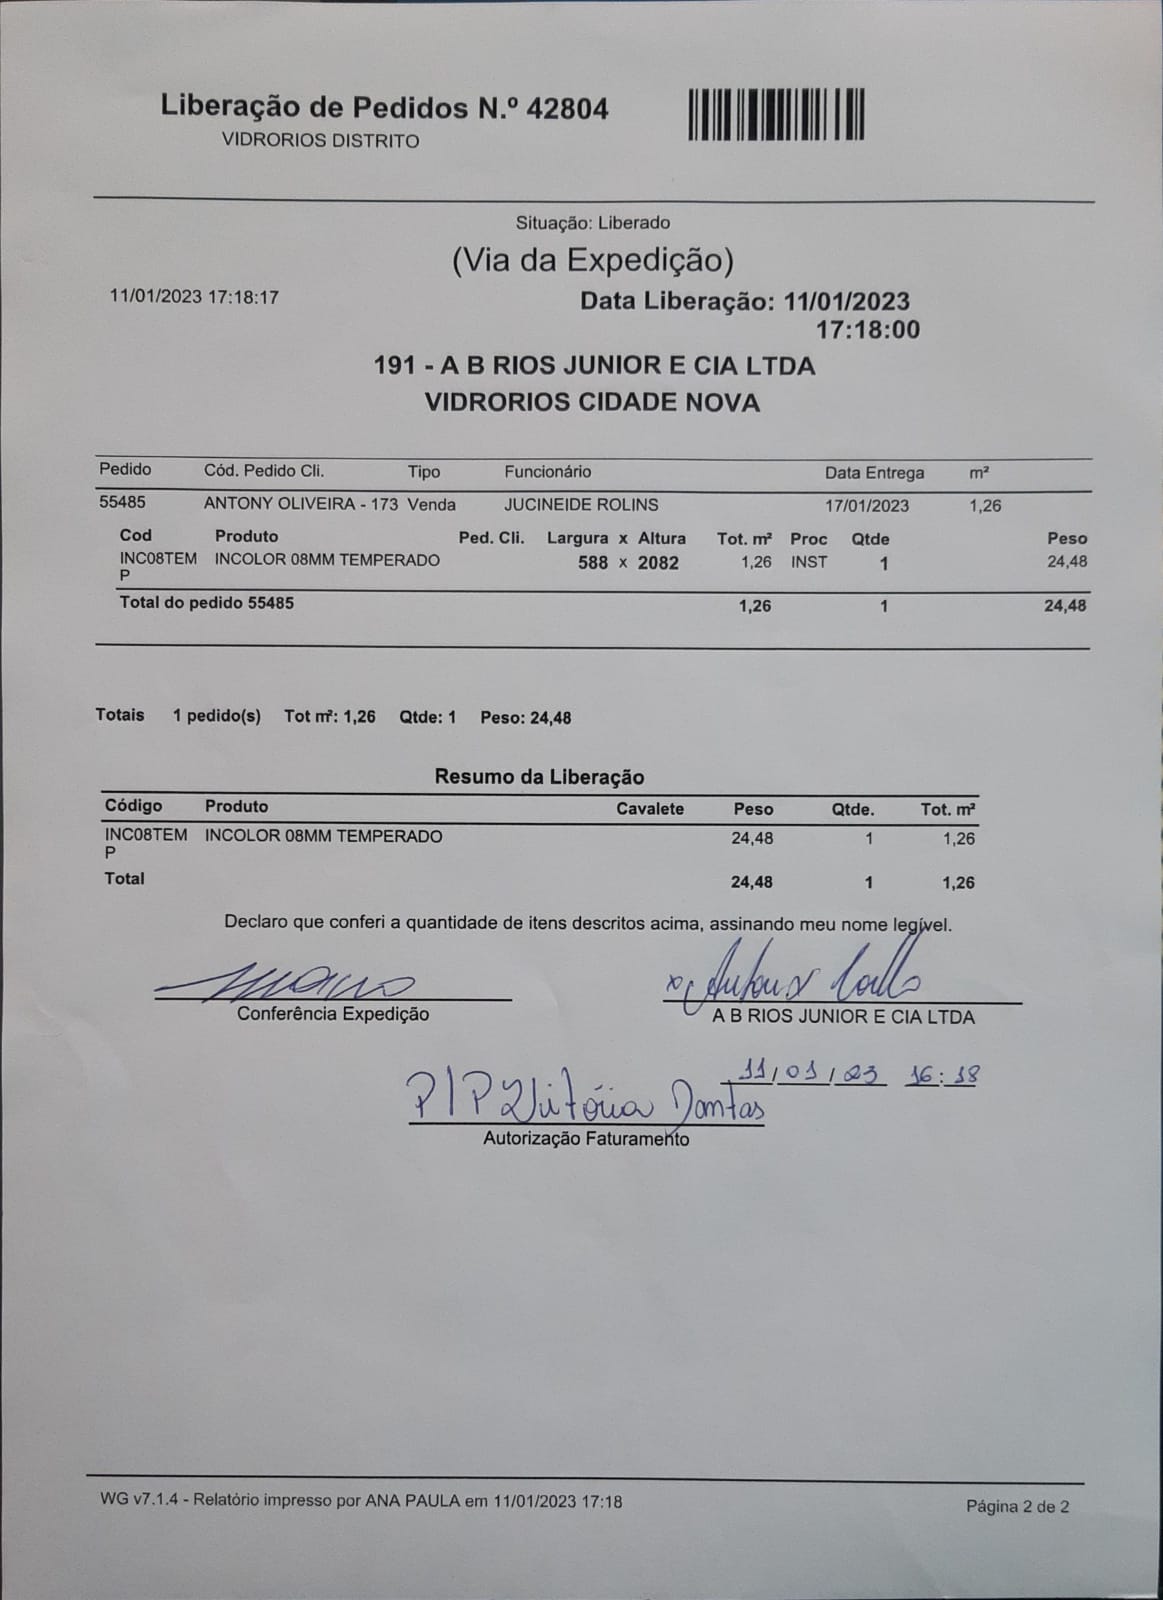 Liberação de Pedidos N.º 42804
VIDRORIOS DISTRITO
Situação: Liberado
(Via da Expedição)
11/01/2023 17:18:17
Data Liberação: 11/01/2023
17:18:00
191 - A B RIOS JUNIOR E CIA LTDA
VIDRORIOS CIDADE NOVA
Pedido Cód. Pedido Cli. Tipo Funcionário Data Entrega m²
55485 ANTONY OLIVEIRA - 173 Venda JUCINEIDE ROLINS 17/01/2023 1,26
Cod Produto Ped. Cli. Largura x Altura Tot. m² Proc Qtde Peso
INC08TEM INCOLOR 08MM TEMPERADO 588 x 2082 1,26 INST 1 24,48
P
Total do pedido 55485 1,26 1 24,48
Totais 1 pedido(s) Tot m²: 1,26 Qtde: 1 Peso: 24,48
Resumo da Liberação
Código Produto Cavalete Peso Qtde. Tot. m²
INC08TEM INCOLOR 08MM TEMPERADO 24,48 1 1,26
P
Total 24,48 1 1,26
Declaro que conferi a quantidade de itens descritos acima, assinando meu nome legível.
Conferência Expedição
A B RIOS JUNIOR E CIA LTDA
11/01/23 16:18
P/P Vitória Dantas
Autorização Faturamento
WG v7.1.4 - Relatório impresso por ANA PAULA em 11/01/2023 17:18
Página 2 de 2